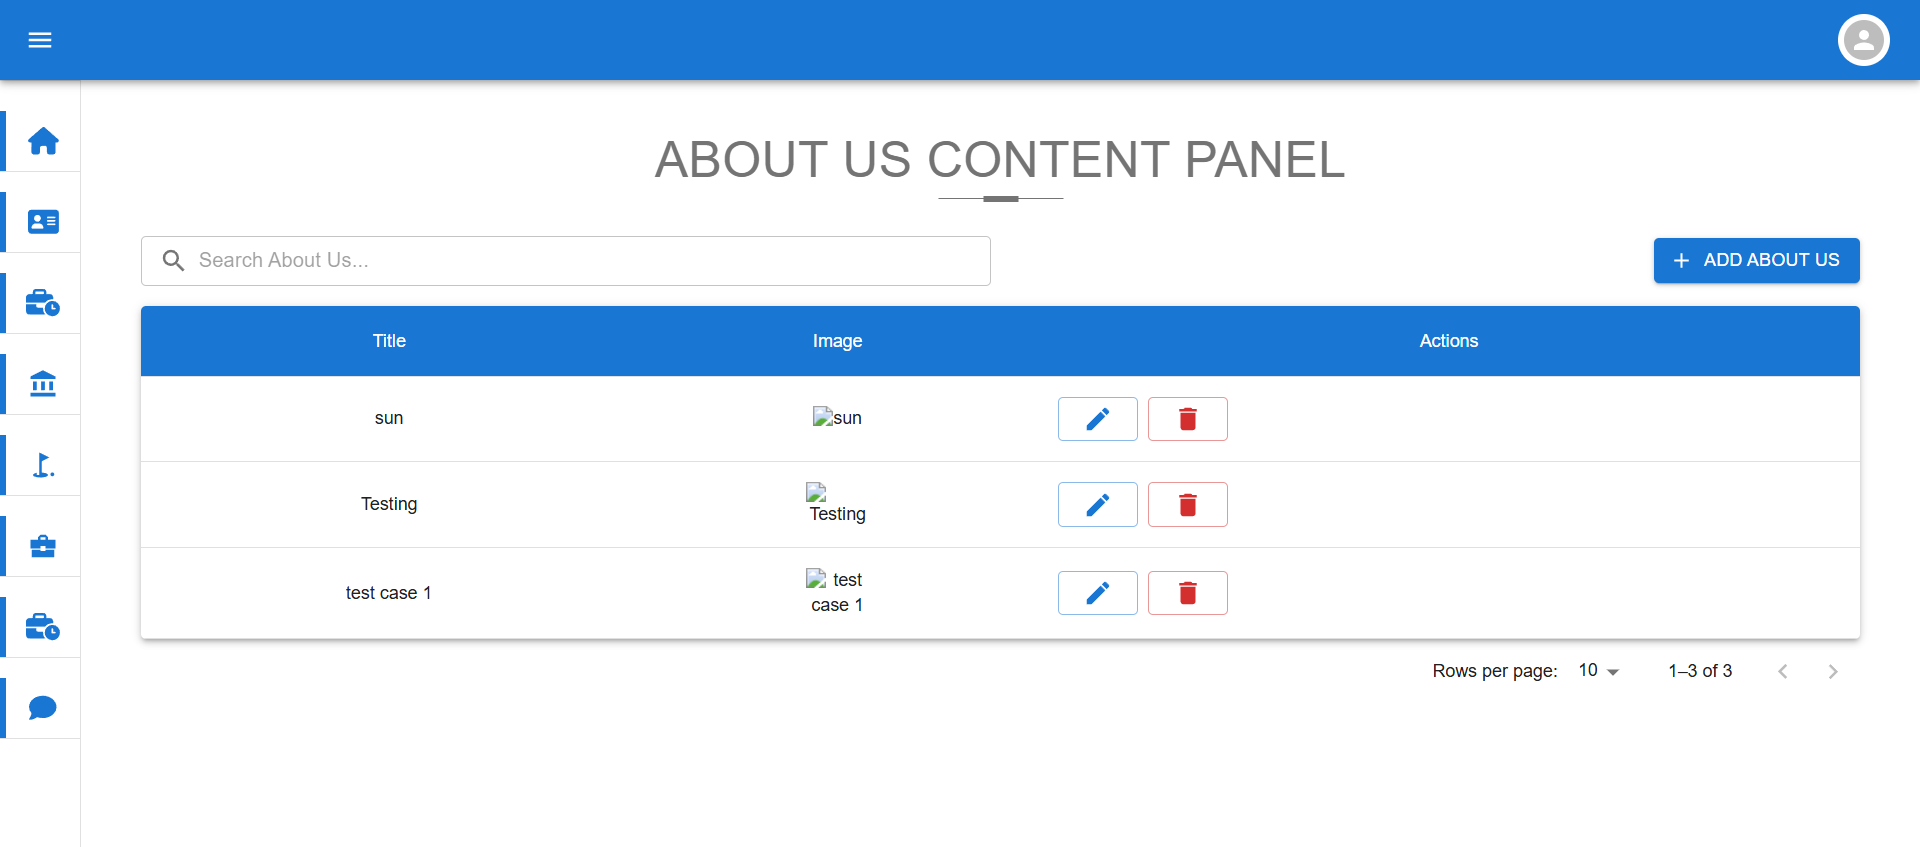 ABOUT US CONTENT PANEL
Search About Us...
ADD ABOUT US
Title Image Actions
sun sun
Testing Testing
test case 1 test
case 1
Rows per page: 10 1–3 of 3